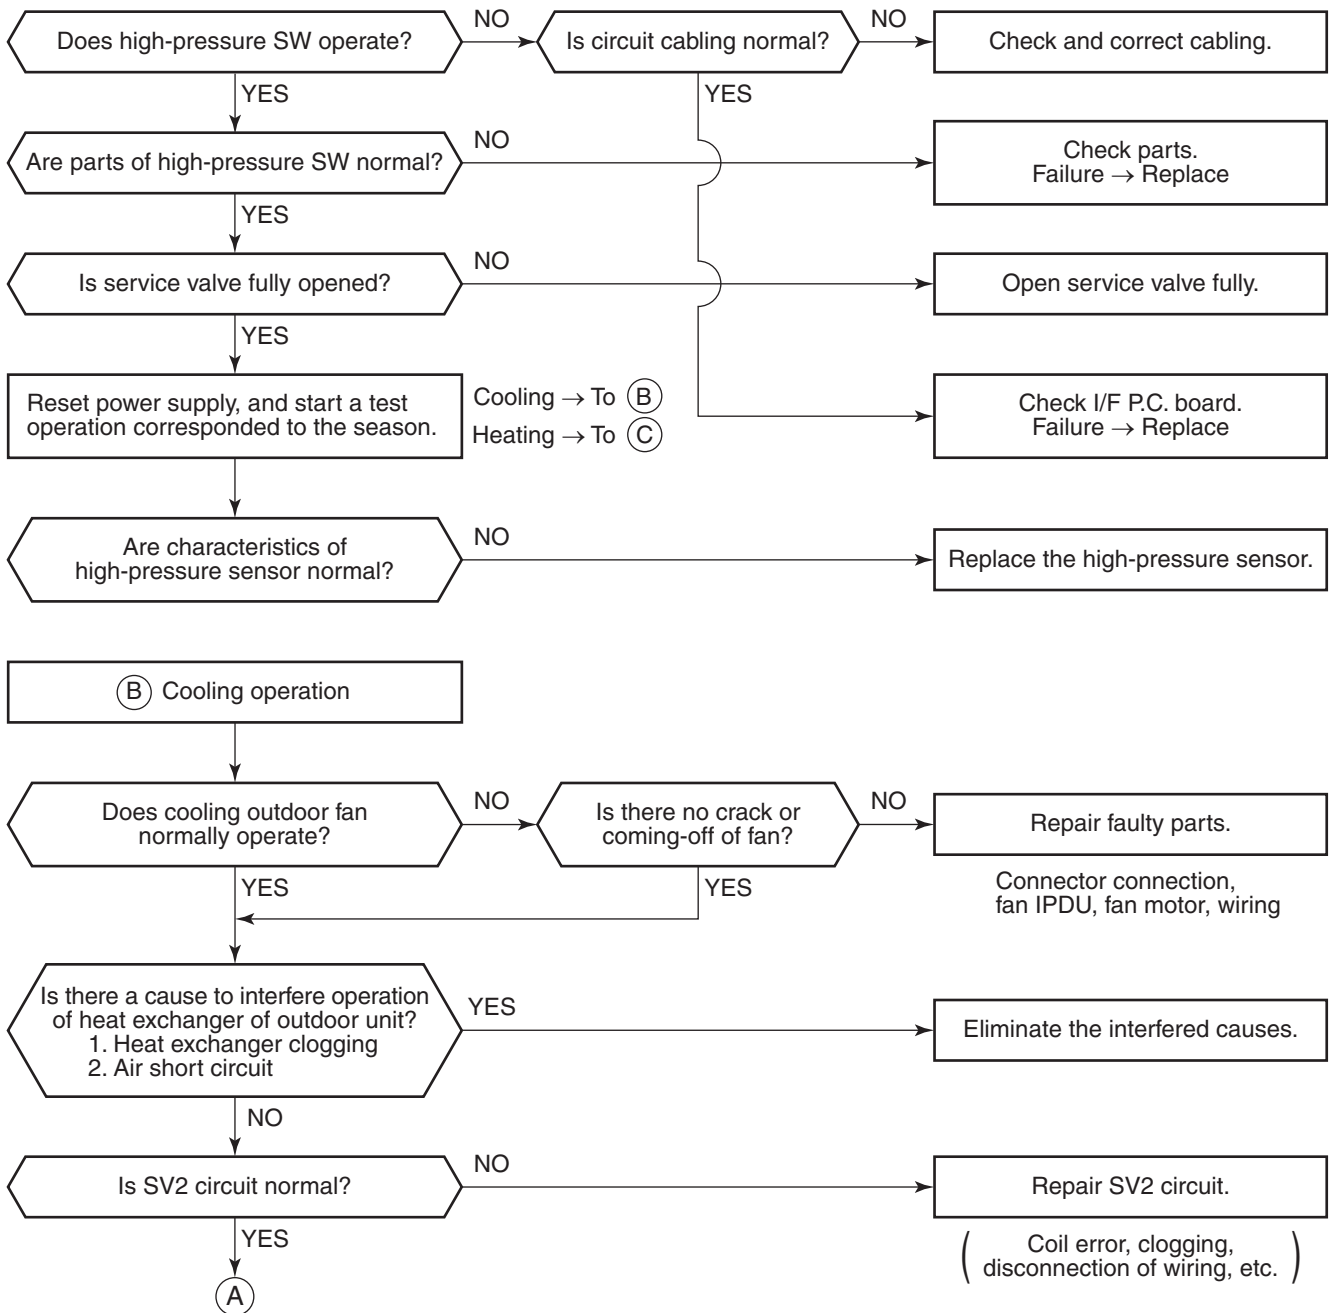 Does high-pressure SW operate?
NO
Is circuit cabling normal?
NO
Check and correct cabling.
YES
YES
Are parts of high-pressure SW normal?
NO
Check parts.
Failure → Replace
YES
Is service valve fully opened?
NO
Open service valve fully.
YES
Reset power supply, and start a test
operation corresponded to the season.
Cooling → To B
Heating → To C
Check I/F P.C. board.
Failure → Replace
Are characteristics of
high-pressure sensor normal?
NO
Replace the high-pressure sensor.
B Cooling operation
Does cooling outdoor fan
normally operate?
NO
Is there no crack or
coming-off of fan?
NO
Repair faulty parts.
Connector connection,
fan IPDU, fan motor, wiring
YES
YES
Is there a cause to interfere operation
of heat exchanger of outdoor unit?
1. Heat exchanger clogging
2. Air short circuit
YES
Eliminate the interfered causes.
NO
Is SV2 circuit normal?
NO
Repair SV2 circuit.
(Coil error, clogging,
disconnection of wiring, etc.)
YES
A